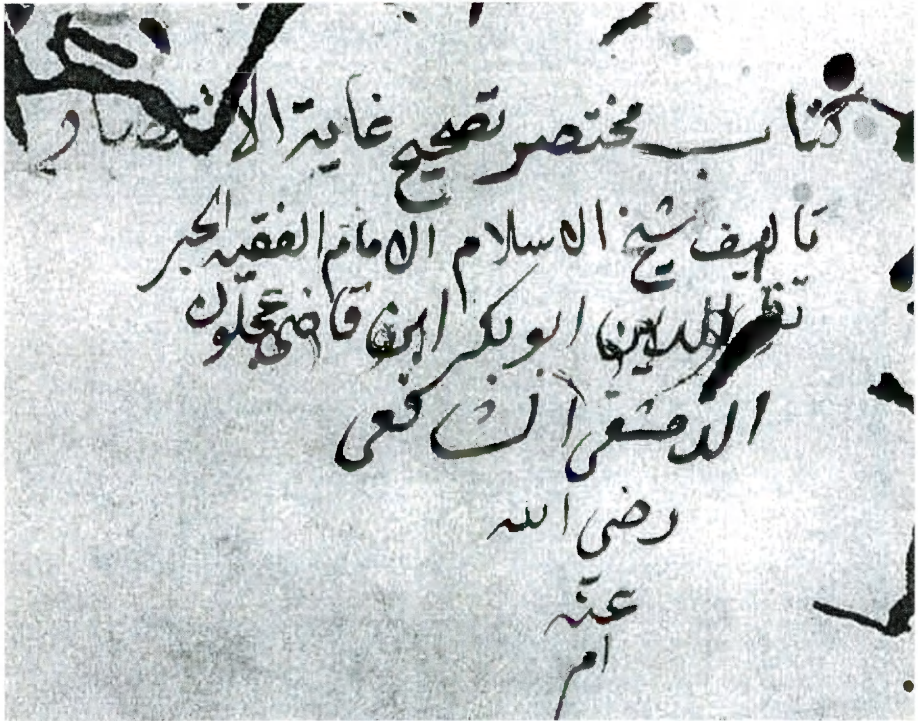 كتاب مختصر تصحيح غاية الاختصار
تاليف شيخ الاسلام الامام الفقيه الحبر
تقي الدين ابو بكر ابن قاضي عجلون
الدمشقي الشافعي
رضي الله
عنه
ام